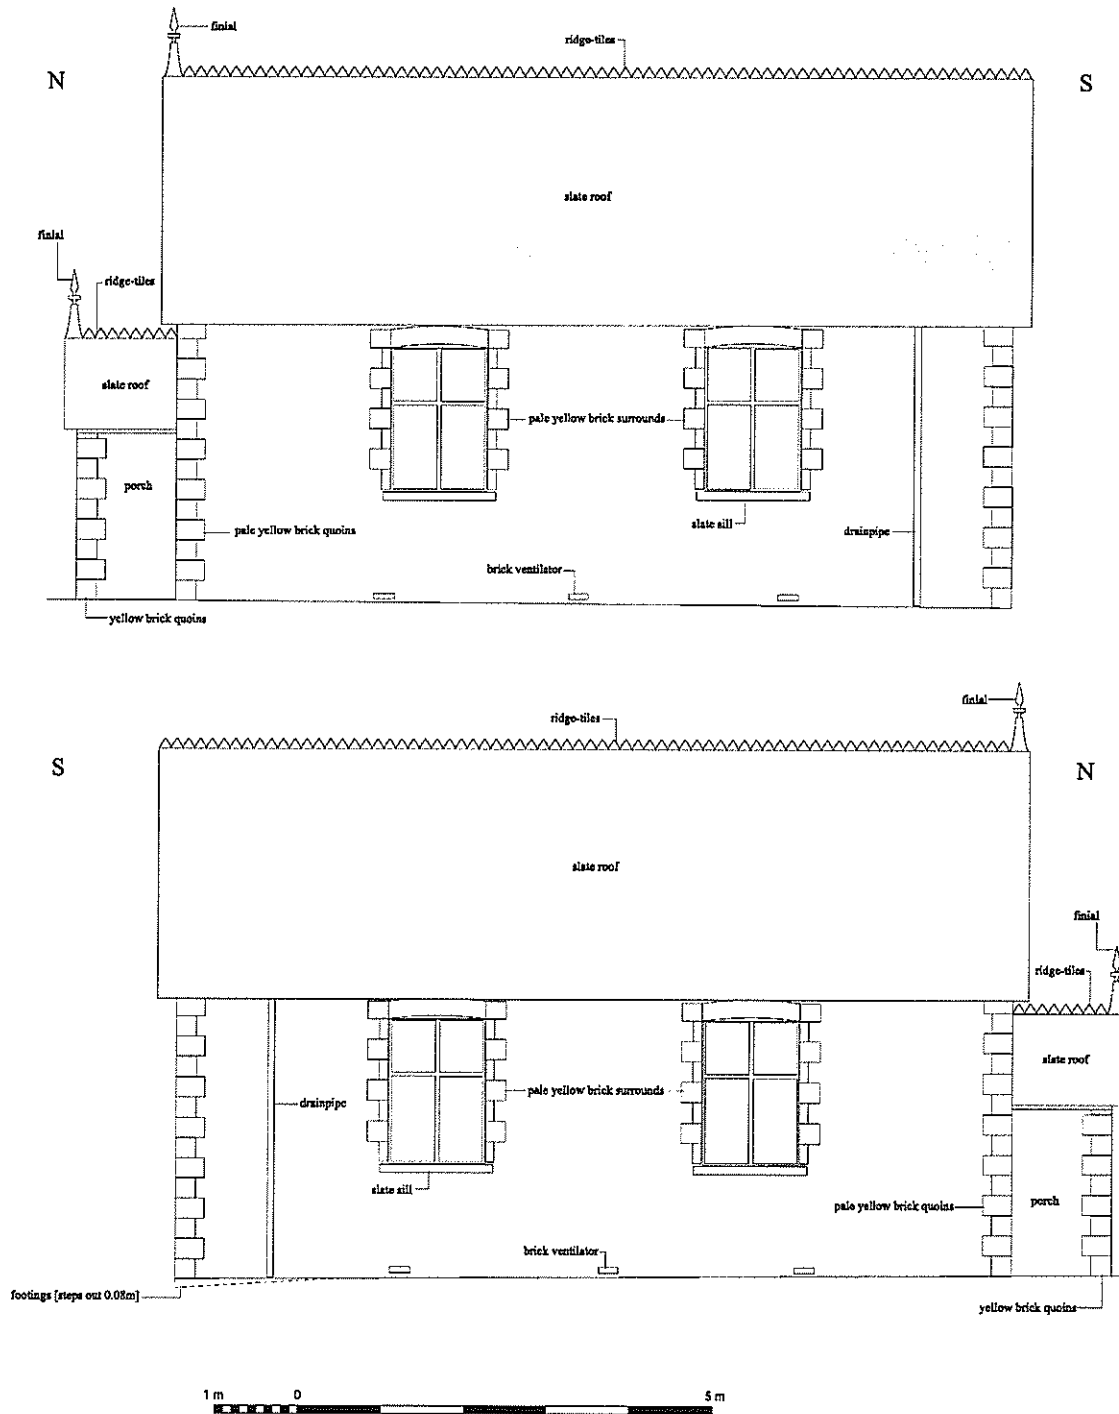 finial
ridge-tiles
N
S
slate roof
finial
ridge-tiles
slate roof
pale yellow brick surrounds
porch
slate sill
pale yellow brick quoins
drainpipe
brick ventilator
yellow brick quoins
finial
ridge-tiles
S
N
slate roof
finial
ridge-tiles
slate roof
pale yellow brick surrounds
drainpipe
slate sill
porch
pale yellow brick quoins
brick ventilator
footings [steps out 0.08m]
yellow brick quoins
1 m 0 5 m